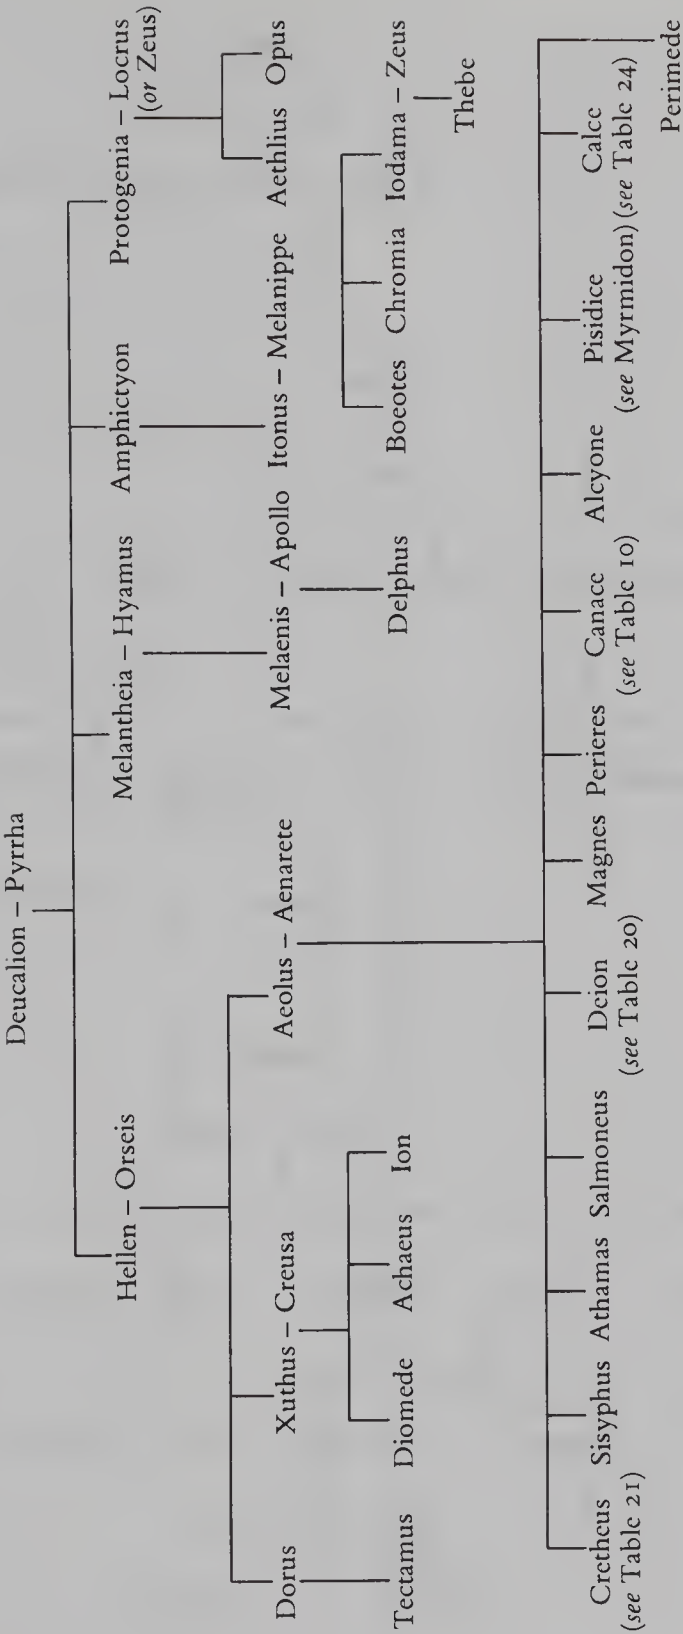 Deucalion – Pyrrha
Hellen – Orseis Melantheia – Hyamus Amphictyon Protogenia – Locrus
(or Zeus)
Dorus Xuthus – Creusa Aeolus – Aenarete Melaenis – Apollo Itonus – Melanippe Aethlius Opus
Tectamus Diomede Achaeus Ion Delphus Boeotes Chromia Iodama – Zeus
Thebe
Cretheus Sisyphus Athamas Salmoneus Deion Magnes Perieres Canace Alcyone Pisidice Calce
(see Table 21) (see Table 20) (see Table 10) (see Myrmidon) (see Table 24)
Perimede